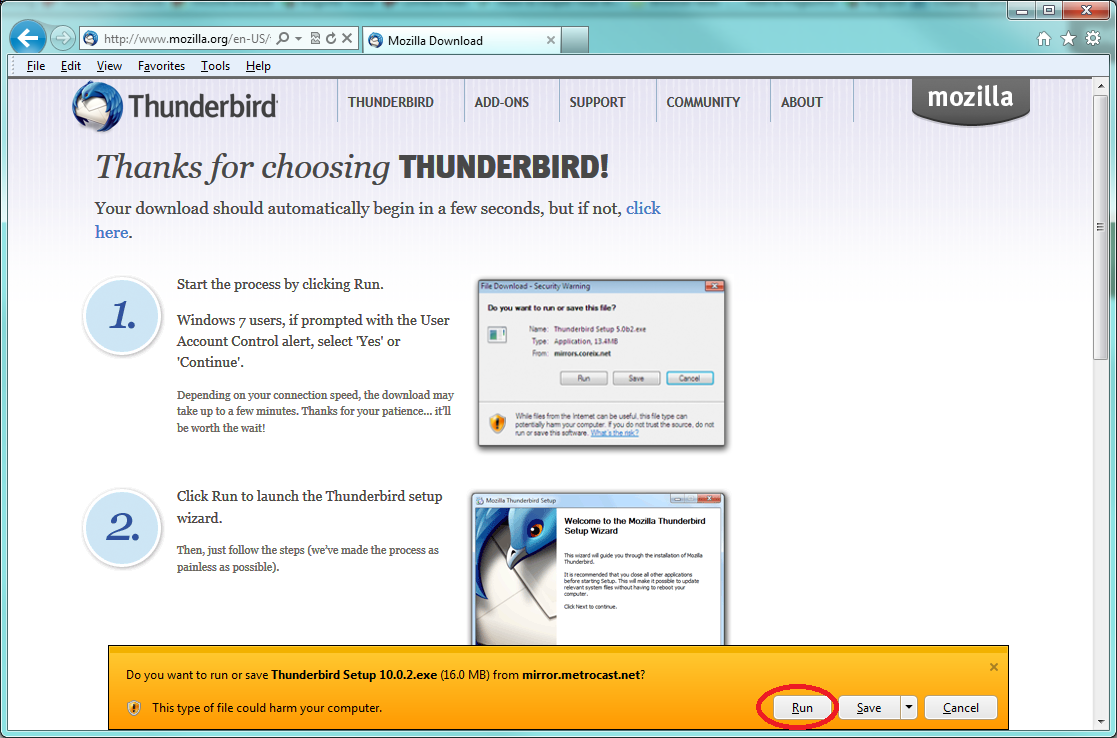 http://www.mozilla.org/en-US/
Mozilla Download
File Edit View Favorites Tools Help
Thunderbird
THUNDERBIRD
ADD-ONS
SUPPORT
COMMUNITY
ABOUT
mozilla
Thanks for choosing THUNDERBIRD!
Your download should automatically begin in a few seconds, but if not, click
here.
1.
Start the process by clicking Run.
Windows 7 users, if prompted with the User
Account Control alert, select 'Yes' or
'Continue'.
Depending on your connection speed, the download may
take up to a few minutes. Thanks for your patience... it'll
be worth the wait!
File Download - Security Warning
Do you want to run or save this file?
Name: Thunderbird Setup 5.0b2.exe
Type: Application, 13.4MB
From: mirrors.coreix.net
Run Save Cancel
While files from the Internet can be useful, this file type can
potentially harm your computer. If you do not trust the source, do not
run or save this software. What's the risk?
2.
Click Run to launch the Thunderbird setup
wizard.
Then, just follow the steps (we've made the process as
painless as possible).
Mozilla Thunderbird Setup
Welcome to the Mozilla Thunderbird
Setup Wizard
This wizard will guide you through the installation of Mozilla
Thunderbird.
It is recommended that you close all other applications
before starting Setup. This will make it possible to update
relevant system files without having to reboot your
computer.
Click Next to continue.
Do you want to run or save Thunderbird Setup 10.0.2.exe (16.0 MB) from mirror.metrocast.net?
This type of file could harm your computer.
Run Save Cancel